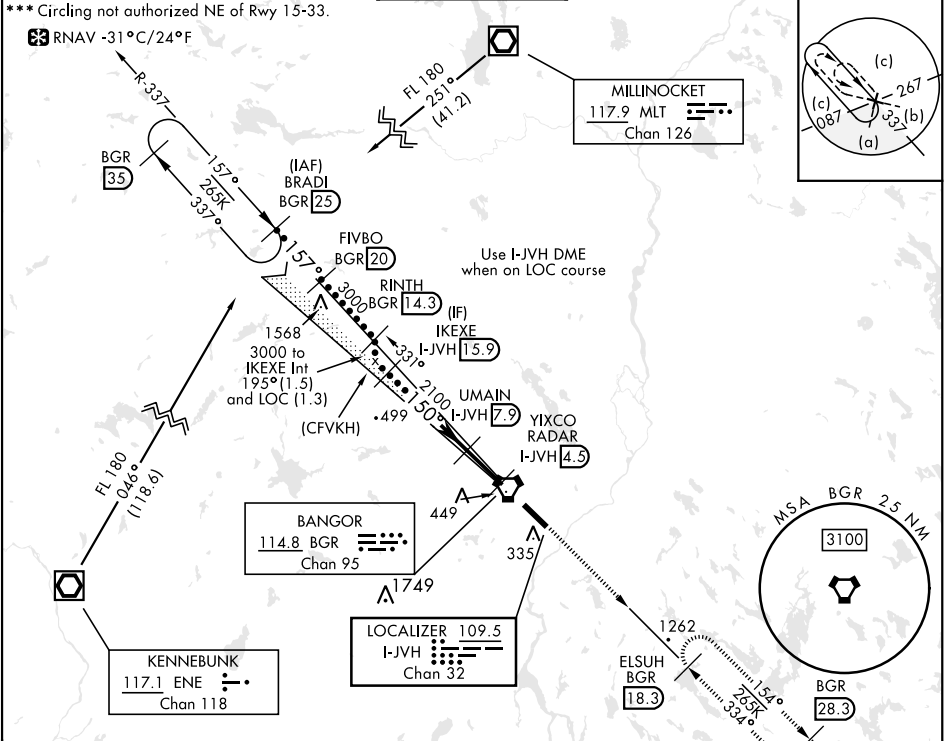 *** Circling not authorized NE of Rwy 15-33.
RNAV -31°C/24°F
R-337
FL 180
251°
(41.2)
MILLINOCKET
117.9 MLT
Chan 126
(c)
267
(c)
087
337
(b)
(a)
BGR
35
157°
265K
337°
(IAF)
BRADI
BGR 25
157°
FIVBO
BGR 20
3000
RINTH
BGR 14.3
Use I-JVH DME
when on LOC course
(IF)
IKEXE
I-JVH 15.9
331°
1568
3000 to
IKEXE Int
195° (1.5)
and LOC (1.3)
2100
150°
(CFVKH)
499
UMAIN
I-JVH 7.9
YIXCO
RADAR
I-JVH 4.5
FL 180
046°
(118.6)
449
335
BANGOR
114.8 BGR
Chan 95
1749
MSA BGR 25 NM
3100
LOCALIZER 109.5
I-JVH
Chan 32
KENNEBUNK
117.1 ENE
Chan 118
1262
ELSUH
BGR
18.3
154°
265K
334°
BGR
28.3